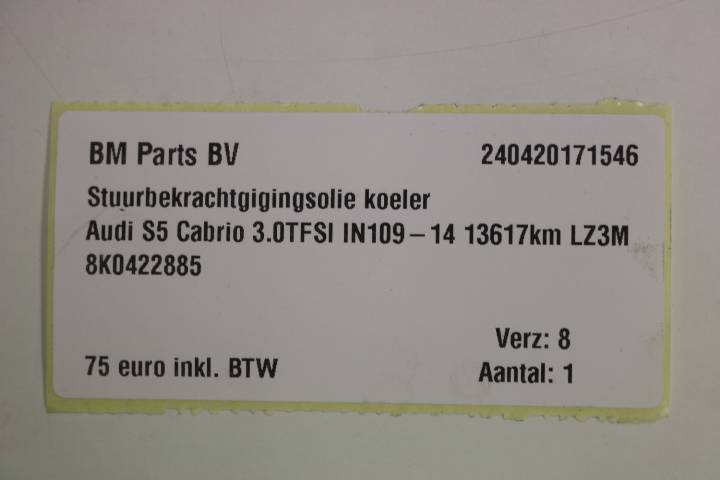 BM Parts BV 240420171546
Stuurbekrachtgigingsolie koeler
Audi S5 Cabrio 3.0TFSI IN109-14 13617km LZ3M
8K0422885
Verz: 8
75 euro inkl. BTW Aantal: 1